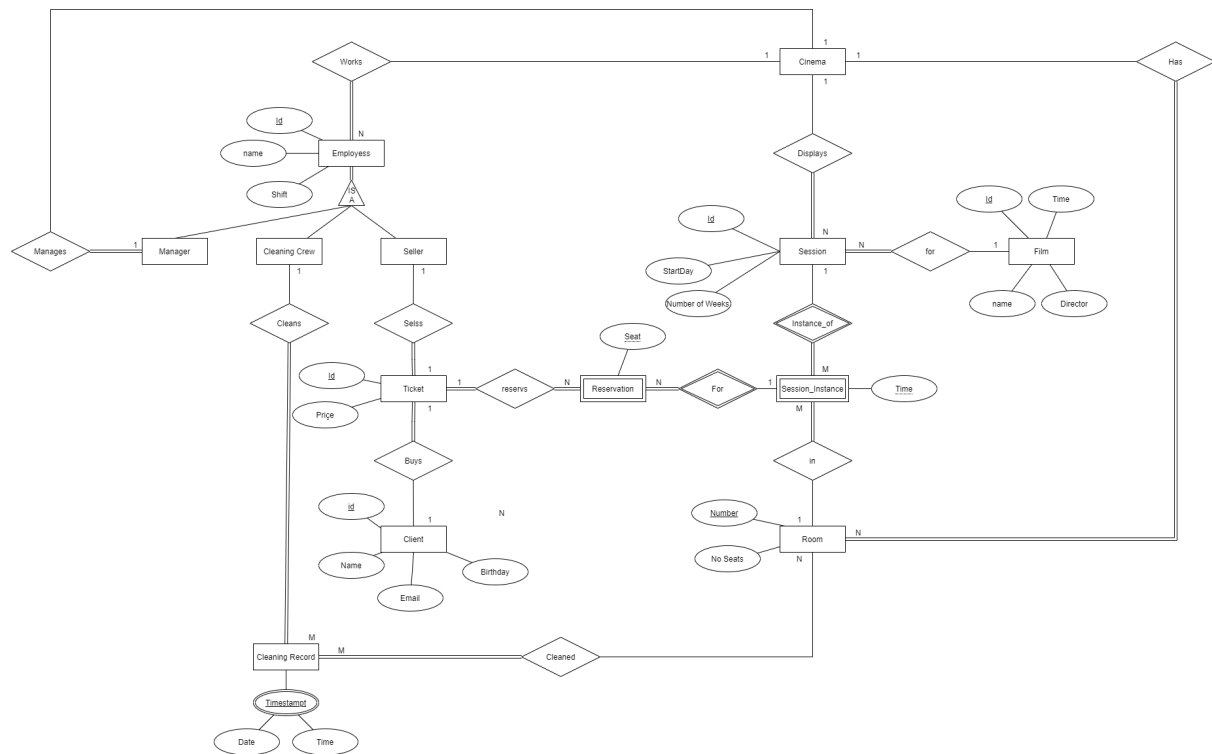 1
Works
1
Cinema
1
Has
1
Id
N
name
Employess
Displays
Shift
IS
A
Id
Id
Time
N
Manages
1
Manager
Cleaning Crew
Seller
Session
N
for
1
Film
1
1
StartDay
1
Number of Weeks
name
Director
Cleans
Selss
Instance_of
Seat
Id
1
M
Ticket
1
reservs
N
Reservation
N
For
1
Session_Instance
Time
Priçe
1
M
Buys
in
id
N
Number
1
1
Client
Room
N
Name
Birthday
No Seats
N
Email
M
Cleaning Record
M
Cleaned
Timestampt
Date
Time